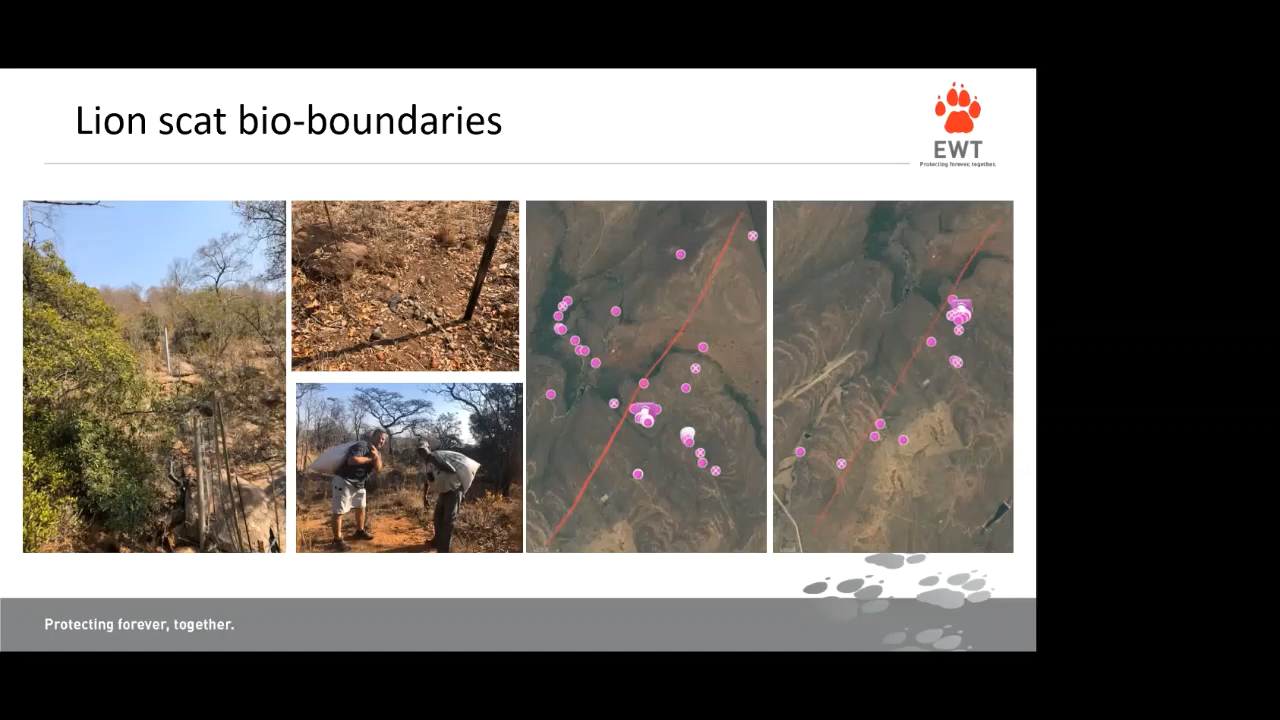 Lion scat bio-boundaries
EWT
Protecting forever, together.
Protecting forever, together.